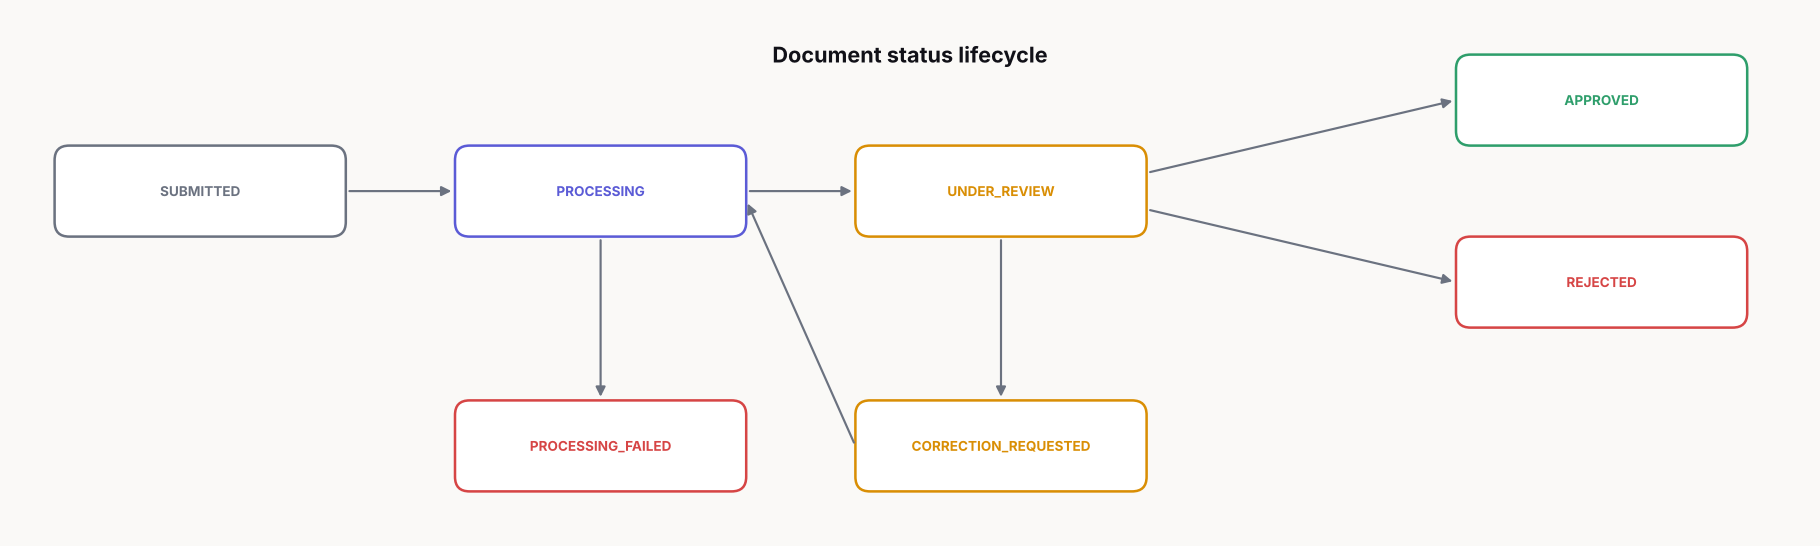 Document status lifecycle
APPROVED
SUBMITTED
PROCESSING
UNDER_REVIEW
REJECTED
PROCESSING_FAILED
CORRECTION_REQUESTED